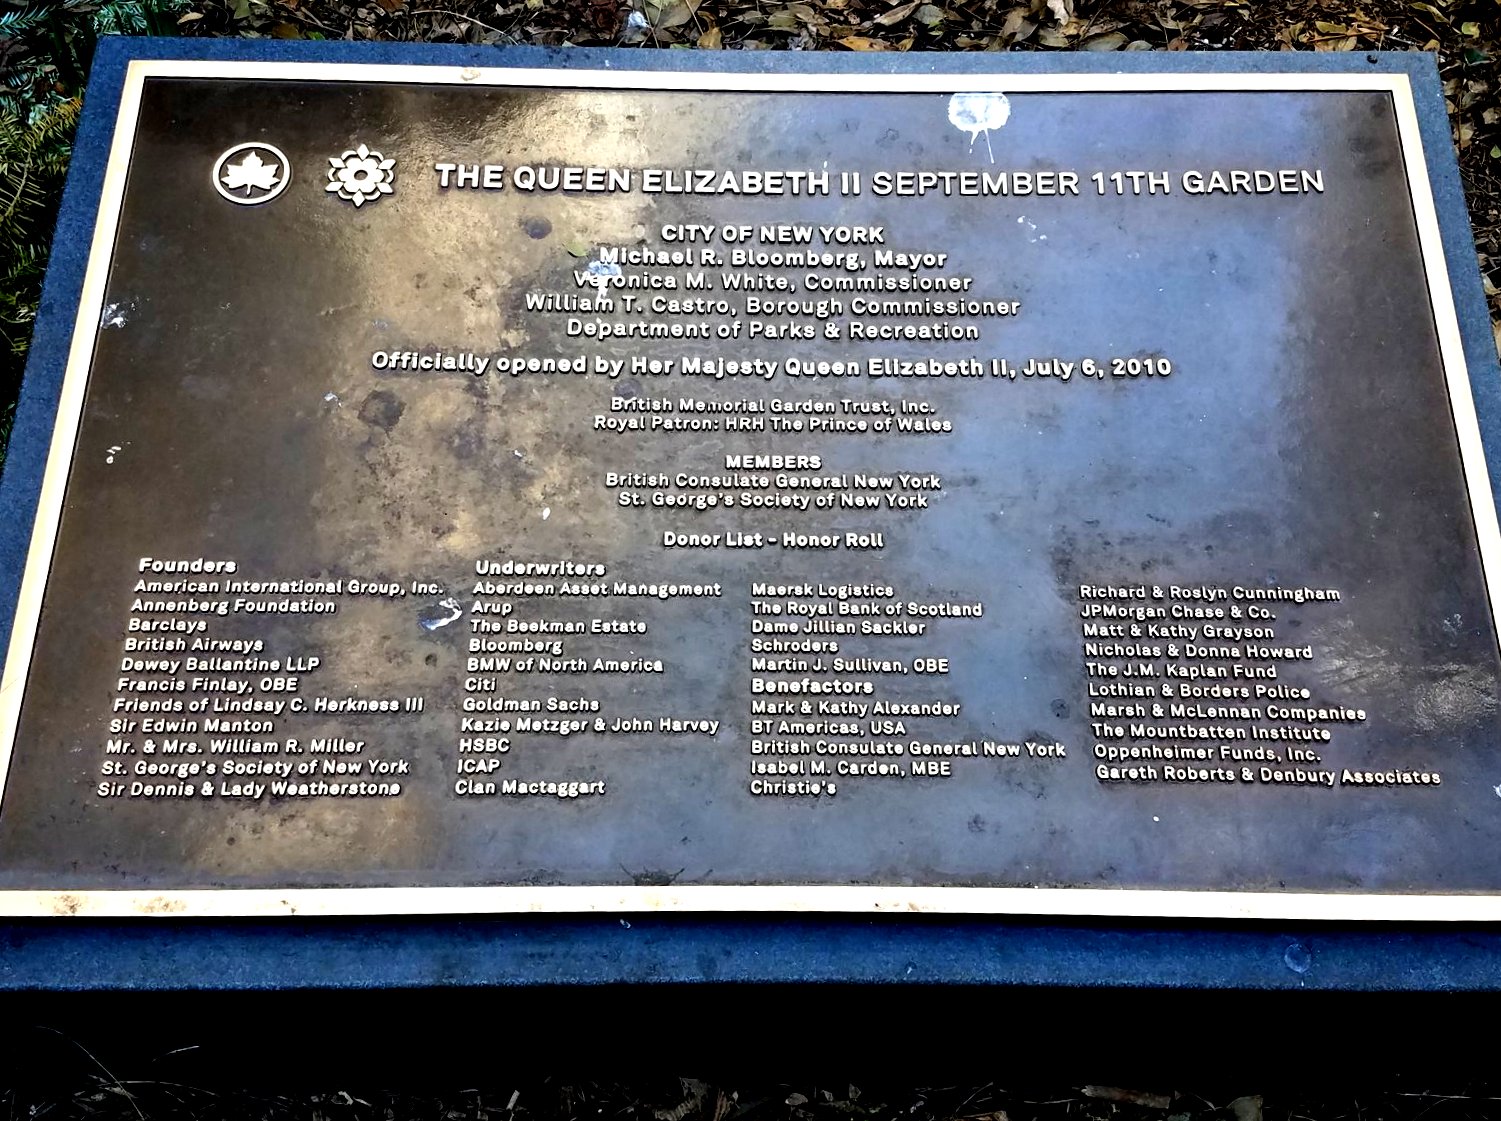 THE QUEEN ELIZABETH II SEPTEMBER 11TH GARDEN
CITY OF NEW YORK
Michael R. Bloomberg, Mayor
Veronica M. White, Commissioner
William T. Castro, Borough Commissioner
Department of Parks & Recreation
Officially opened by Her Majesty Queen Elizabeth II, July 6, 2010
British Memorial Garden Trust, Inc.
Royal Patron: HRH The Prince of Wales
MEMBERS
British Consulate General New York
St. George's Society of New York
Donor List - Honor Roll
Founders
American International Group, Inc.
Annenberg Foundation
Barclays
British Airways
Dewey Ballantine LLP
Francis Finlay, OBE
Friends of Lindsay C. Herkness III
Sir Edwin Manton
Mr. & Mrs. William R. Miller
St. George's Society of New York
Sir Dennis & Lady Weatherstone
Underwriters
Aberdeen Asset Management
Arup
The Beekman Estate
Bloomberg
BMW of North America
Citi
Goldman Sachs
Kazie Metzger & John Harvey
HSBC
ICAP
Clan Mactaggart
Maersk Logistics
The Royal Bank of Scotland
Dame Jillian Sackler
Schroders
Martin J. Sullivan, OBE
Benefactors
Mark & Kathy Alexander
BT Americas, USA
British Consulate General New York
Isabel M. Carden, MBE
Christie's
Richard & Roslyn Cunningham
JPMorgan Chase & Co.
Matt & Kathy Grayson
Nicholas & Donna Howard
The J.M. Kaplan Fund
Lothian & Borders Police
Marsh & McLennan Companies
The Mountbatten Institute
Oppenheimer Funds, Inc.
Gareth Roberts & Denbury Associates